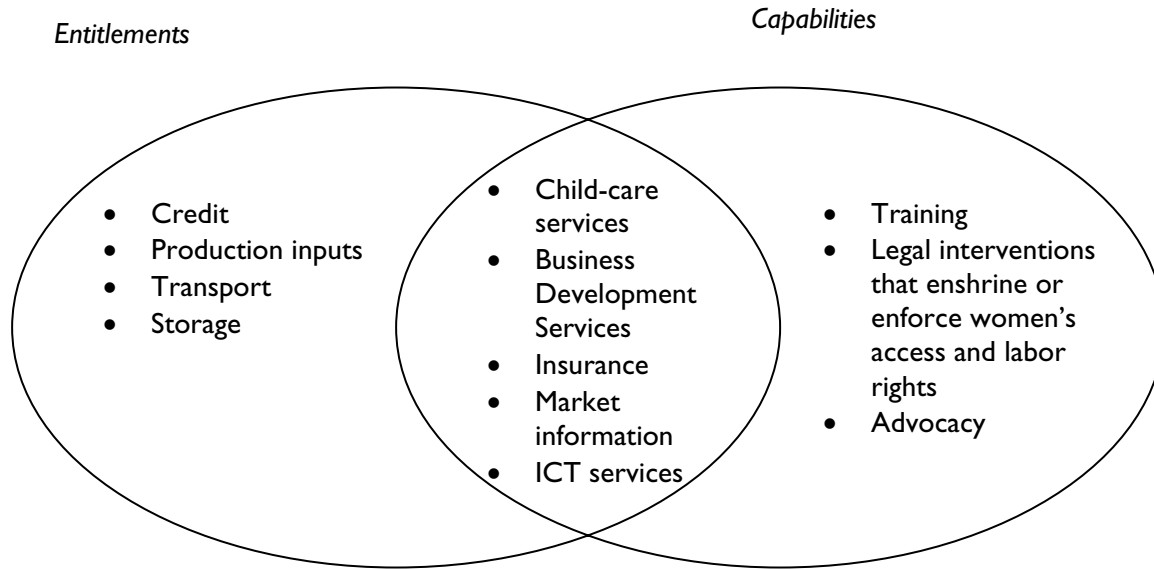 Entitlements
Capabilities
• Credit
• Production inputs
• Transport
• Storage
• Child-care
services
• Business
Development
Services
• Insurance
• Market
information
• ICT services
• Training
• Legal interventions
that enshrine or
enforce women’s
access and labor
rights
• Advocacy